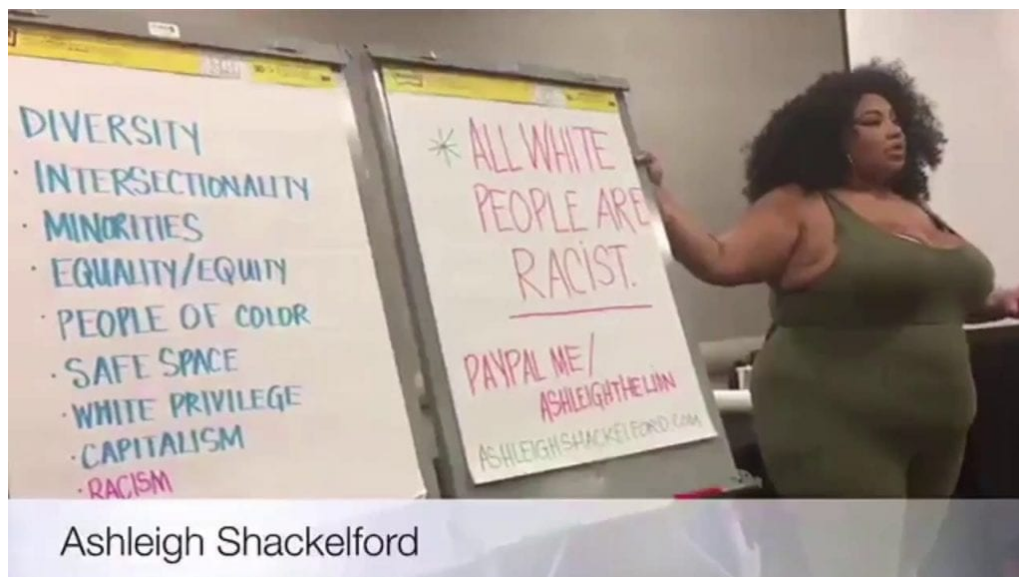 DIVERSITY
· INTERSECTIONALITY
· MINORITIES
· EQUALITY/EQUITY
· PEOPLE OF COLOR
· SAFE SPACE
· WHITE PRIVILEGE
· CAPITALISM
· RACISM
* ALL WHITE
PEOPLE ARE
RACIST.
PAYPAL ME/
ASHLEIGHTHELION
ASHLEIGHSHACKELFORD.COM
Ashleigh Shackelford